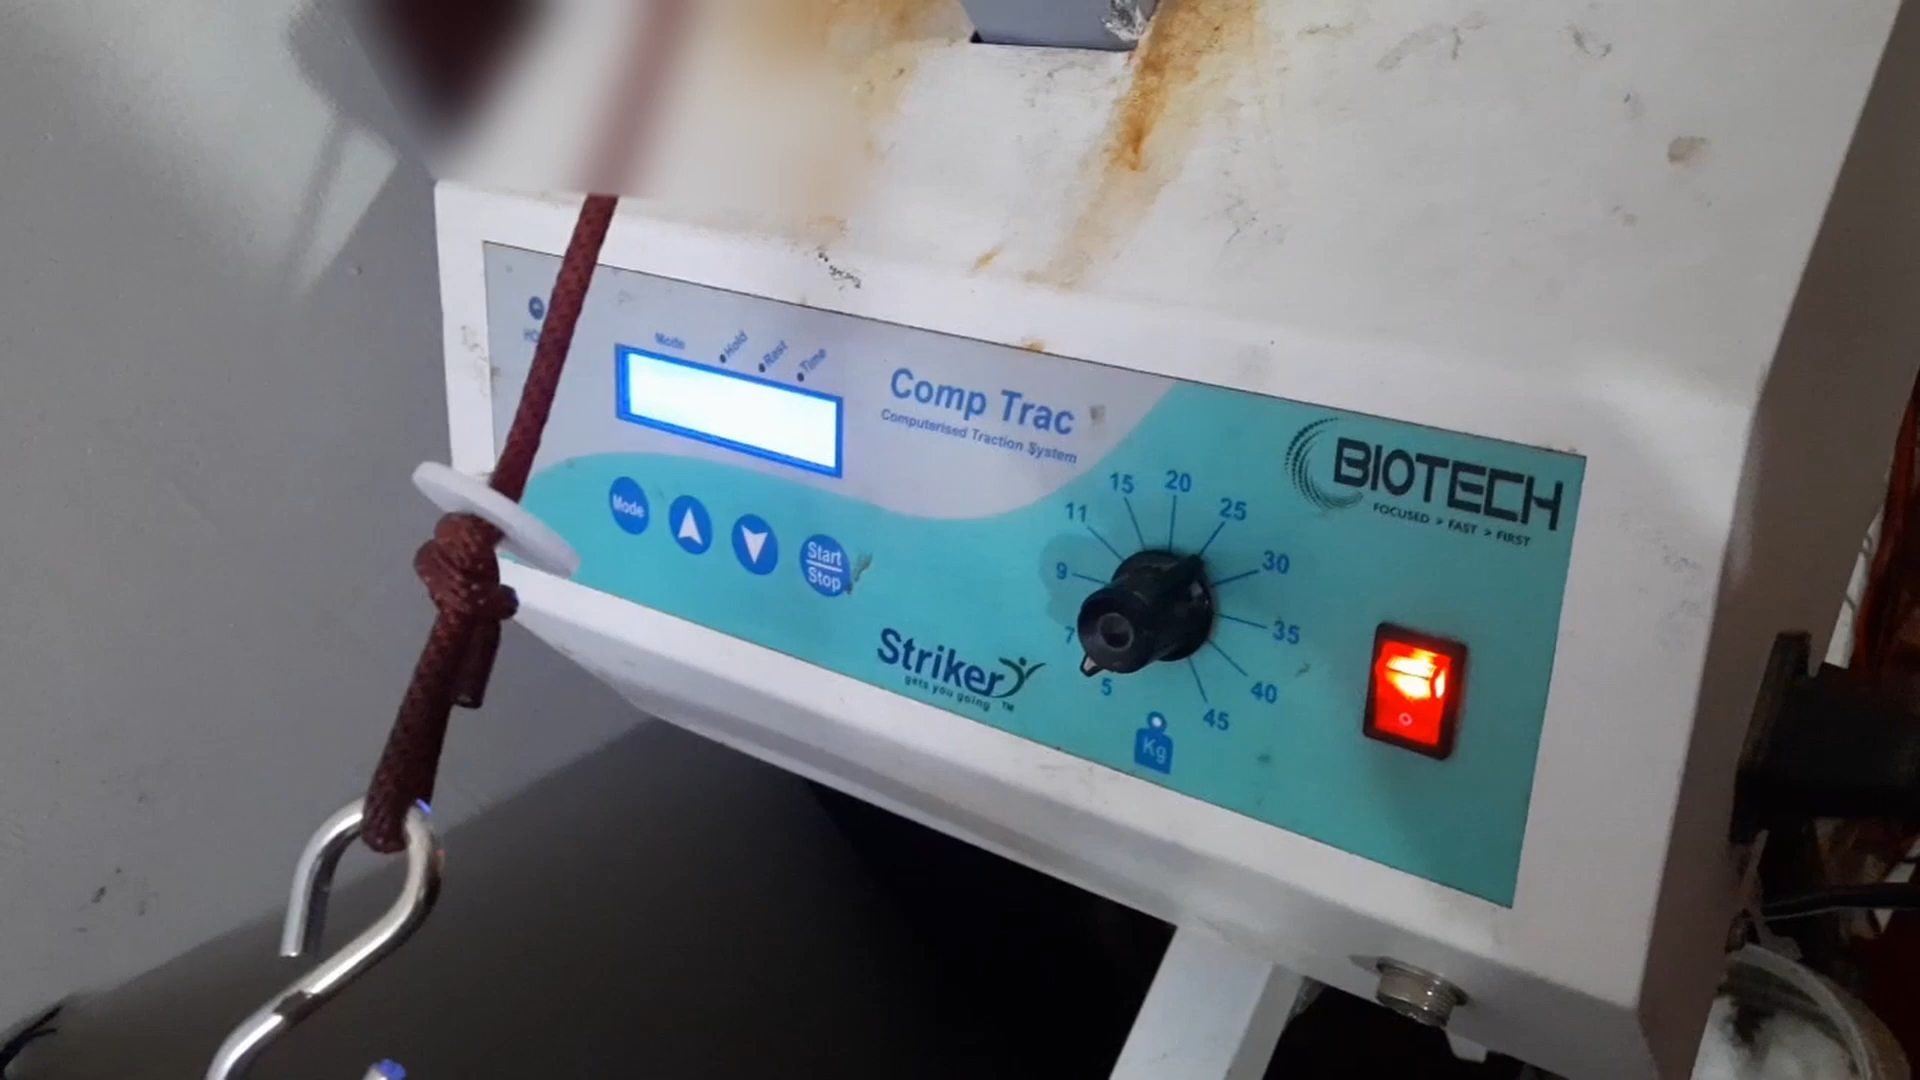 Mode
Hold
Rest
Time
Comp Trac
Computerised Traction System
BIOTECH
FOCUSED > FAST > FIRST
Mode
Start
Stop
5
7
9
11
15
20
25
30
35
40
45
Kg
Striker
gets you going TM